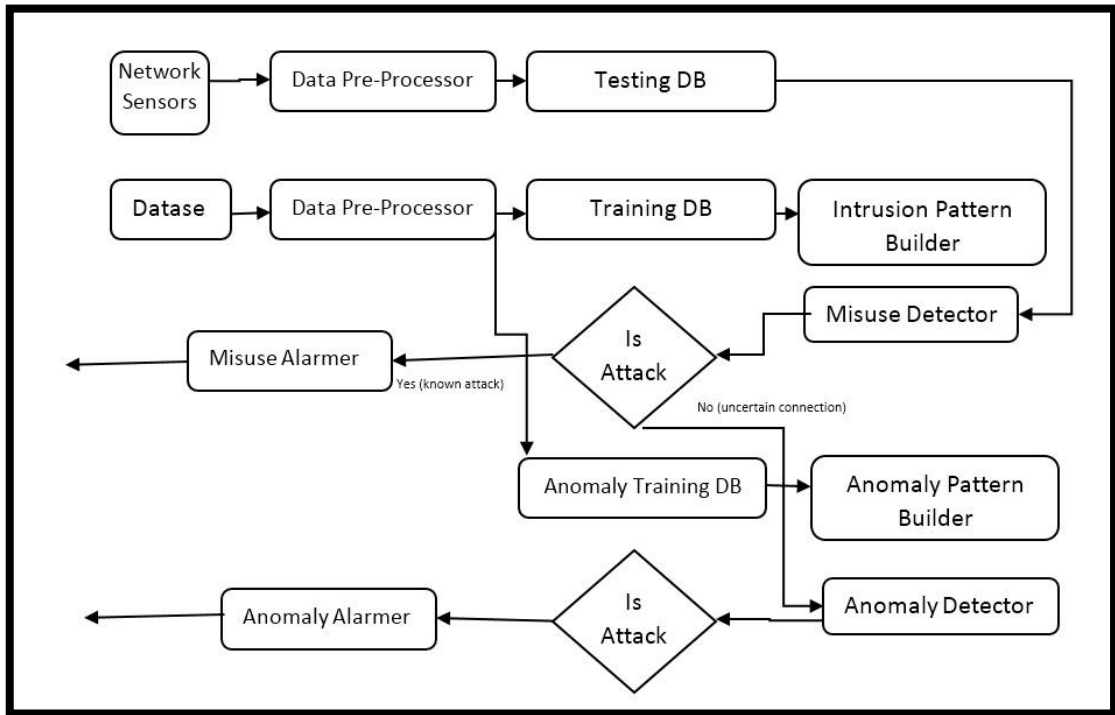 Network
Sensors
Data Pre-Processor
Testing DB
Datase
Data Pre-Processor
Training DB
Intrusion Pattern
Builder
Misuse Detector
Is
Attack
Misuse Alarmer
Yes (known attack)
No (uncertain connection)
Anomaly Training DB
Anomaly Pattern
Builder
Anomaly Detector
Is
Attack
Anomaly Alarmer